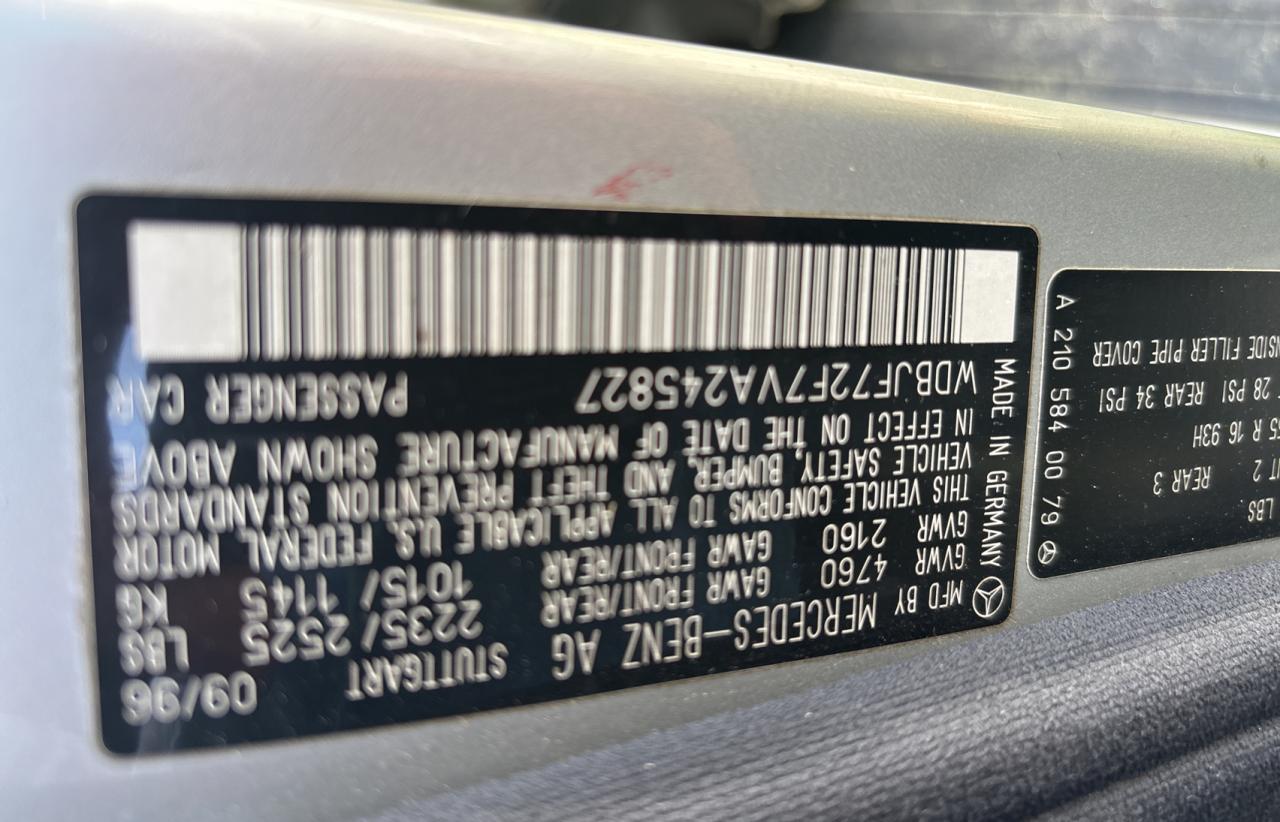 MFD BY MERCEDES-BENZ AG STUTTGART 09/96
GVWR 4760 GAWR FRONT/REAR 2235/ 2525 LBS
GVWR 2160 GAWR FRONT/REAR 1015/ 1145 KG
THIS VEHICLE CONFORMS TO ALL APPLICABLE U.S. FEDERAL MOTOR
VEHICLE SAFETY, BUMPER, AND THEFT PREVENTION STANDARDS
IN EFFECT ON THE DATE OF MANUFACTURE SHOWN ABOVE
WDBJF72F7VA245827 PASSENGER CAR
MADE IN GERMANY
LBS
2 REAR 3
R 16 93H
28 PSI REAR 34 PSI
FILLER PIPE COVER
A 210 584 00 79